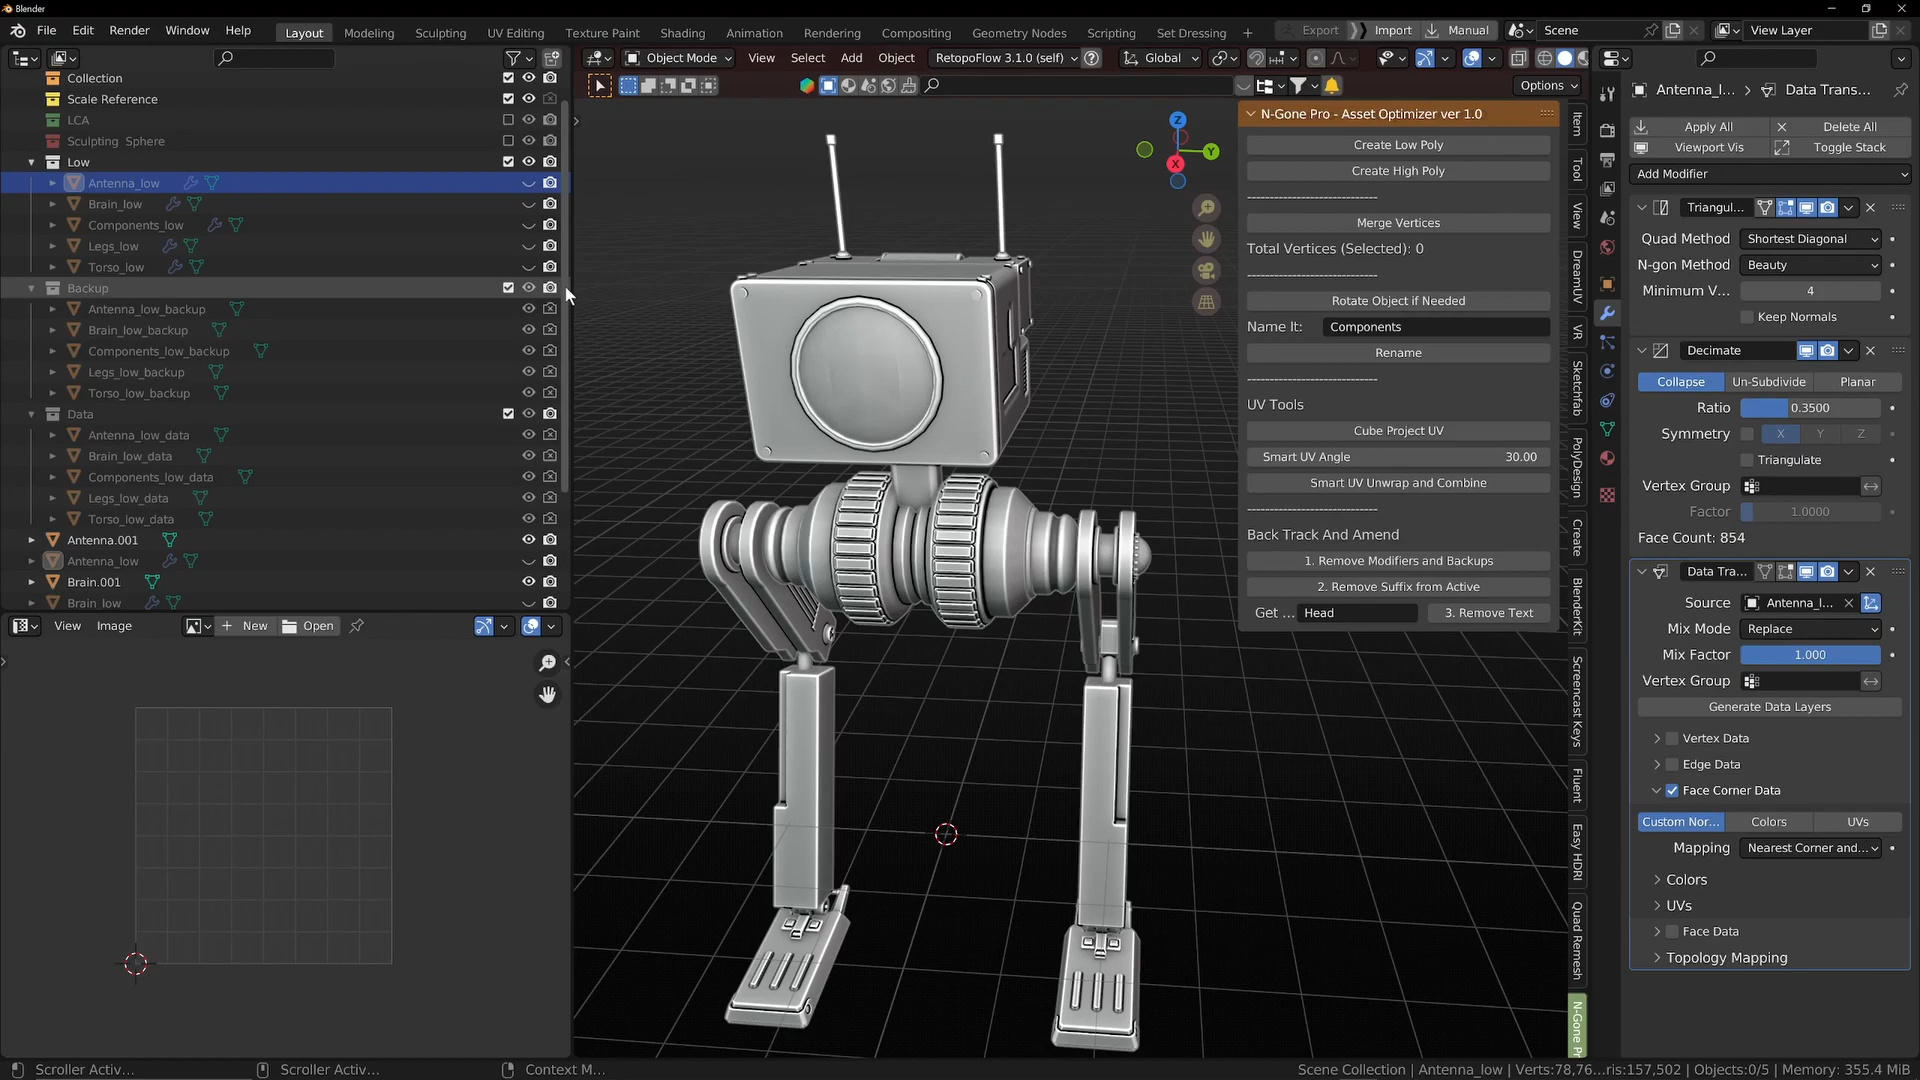 Blender
File Edit Render Window Help Layout Modeling Sculpting UV Editing Texture Paint Shading Animation Rendering Compositing Geometry Nodes Scripting Set Dressing + Export Import Manual Scene View Layer
Object Mode View Select Add Object RetopoFlow 3.1.0 (self) Global
Options
Collection
Scale Reference
LCA
Sculpting Sphere
Low
Antenna_low
Brain_low
Components_low
Legs_low
Torso_low
Backup
Antenna_low_backup
Brain_low_backup
Components_low_backup
Legs_low_backup
Torso_low_backup
Data
Antenna_low_data
Brain_low_data
Components_low_data
Legs_low_data
Torso_low_data
Antenna.001
Antenna_low
Brain.001
Brain_low
View Image + New Open
Z
Y
X
N-Gone Pro - Asset Optimizer ver 1.0
Create Low Poly
Create High Poly
------------------------------
Merge Vertices
Total Vertices (Selected): 0
------------------------------
Rotate Object if Needed
Name It: Components
Rename
------------------------------
UV Tools
Cube Project UV
Smart UV Angle 30.00
Smart UV Unwrap and Combine
------------------------------
Back Track And Amend
1. Remove Modifiers and Backups
2. Remove Suffix from Active
Get ... Head 3. Remove Text
Item
Tool
View
DreamUV
VR
Sketchfab
PolyDesign
Create
BlenderKit
Screencast Keys
Fluent
Easy HDRI
Quad Remesh
N-Gone Pr
Antenna_l... > Data Trans...
Apply All Delete All
Viewport Vis Toggle Stack
Add Modifier
Triangul...
Quad Method Shortest Diagonal
N-gon Method Beauty
Minimum V... 4
Keep Normals
Decimate
Collapse Un-Subdivide Planar
Ratio 0.3500
Symmetry X Y Z
Triangulate
Vertex Group
Factor 1.0000
Face Count: 854
Data Tra...
Source Antenna_l...
Mix Mode Replace
Mix Factor 1.000
Vertex Group
Generate Data Layers
Vertex Data
Edge Data
Face Corner Data
Custom Nor... Colors UVs
Mapping Nearest Corner and...
Colors
UVs
Face Data
Topology Mapping
Scroller Activ... Scroller Activ... Context M...
Scene Collection | Antenna_low | Verts:78,76...ris:157,502 | Objects:0/5 | Memory: 355.4 MiB